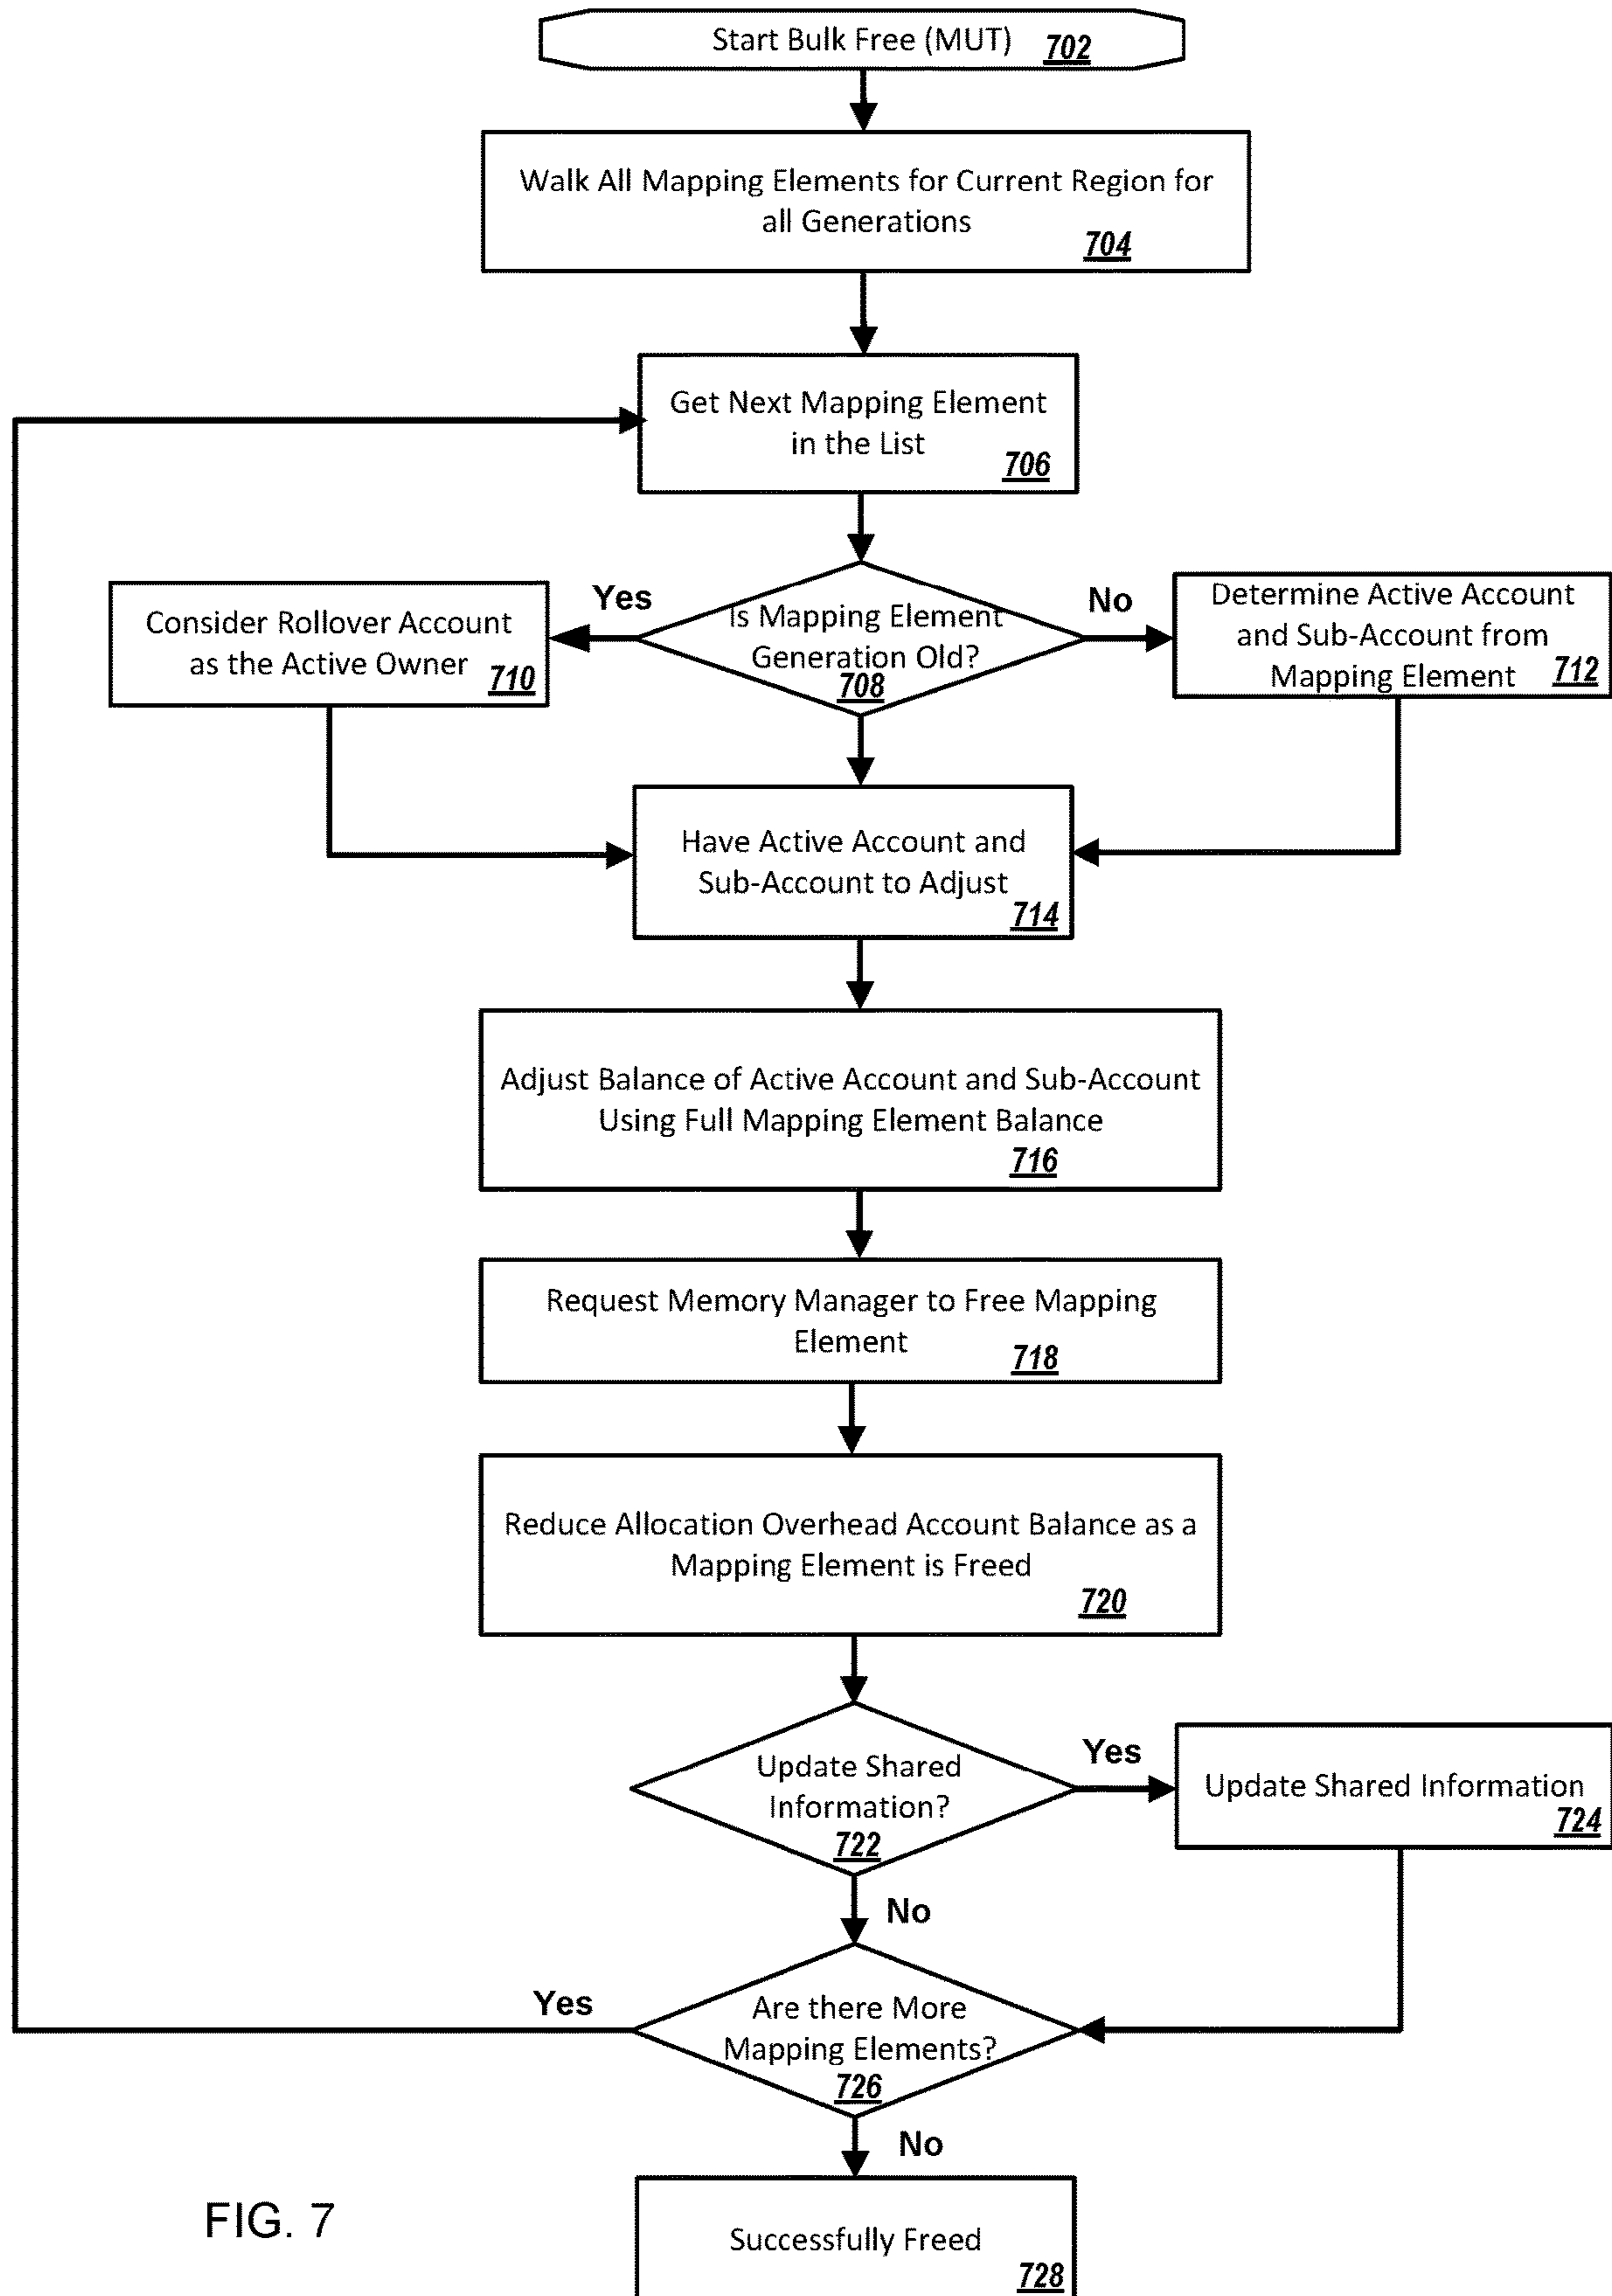 Start Bulk Free (MUT) 702
Walk All Mapping Elements for Current Region for
all Generations
704
Get Next Mapping Element
in the List
706
Yes
No
Consider Rollover Account
as the Active Owner
710
Is Mapping Element
Generation Old?
708
Determine Active Account
and Sub-Account from
Mapping Element
712
Have Active Account and
Sub-Account to Adjust
714
Adjust Balance of Active Account and Sub-Account
Using Full Mapping Element Balance
716
Request Memory Manager to Free Mapping
Element
718
Reduce Allocation Overhead Account Balance as a
Mapping Element is Freed
720
Update Shared
Information?
722
Yes
Update Shared Information
724
No
Yes
Are there More
Mapping Elements?
726
No
FIG. 7
Successfully Freed
728